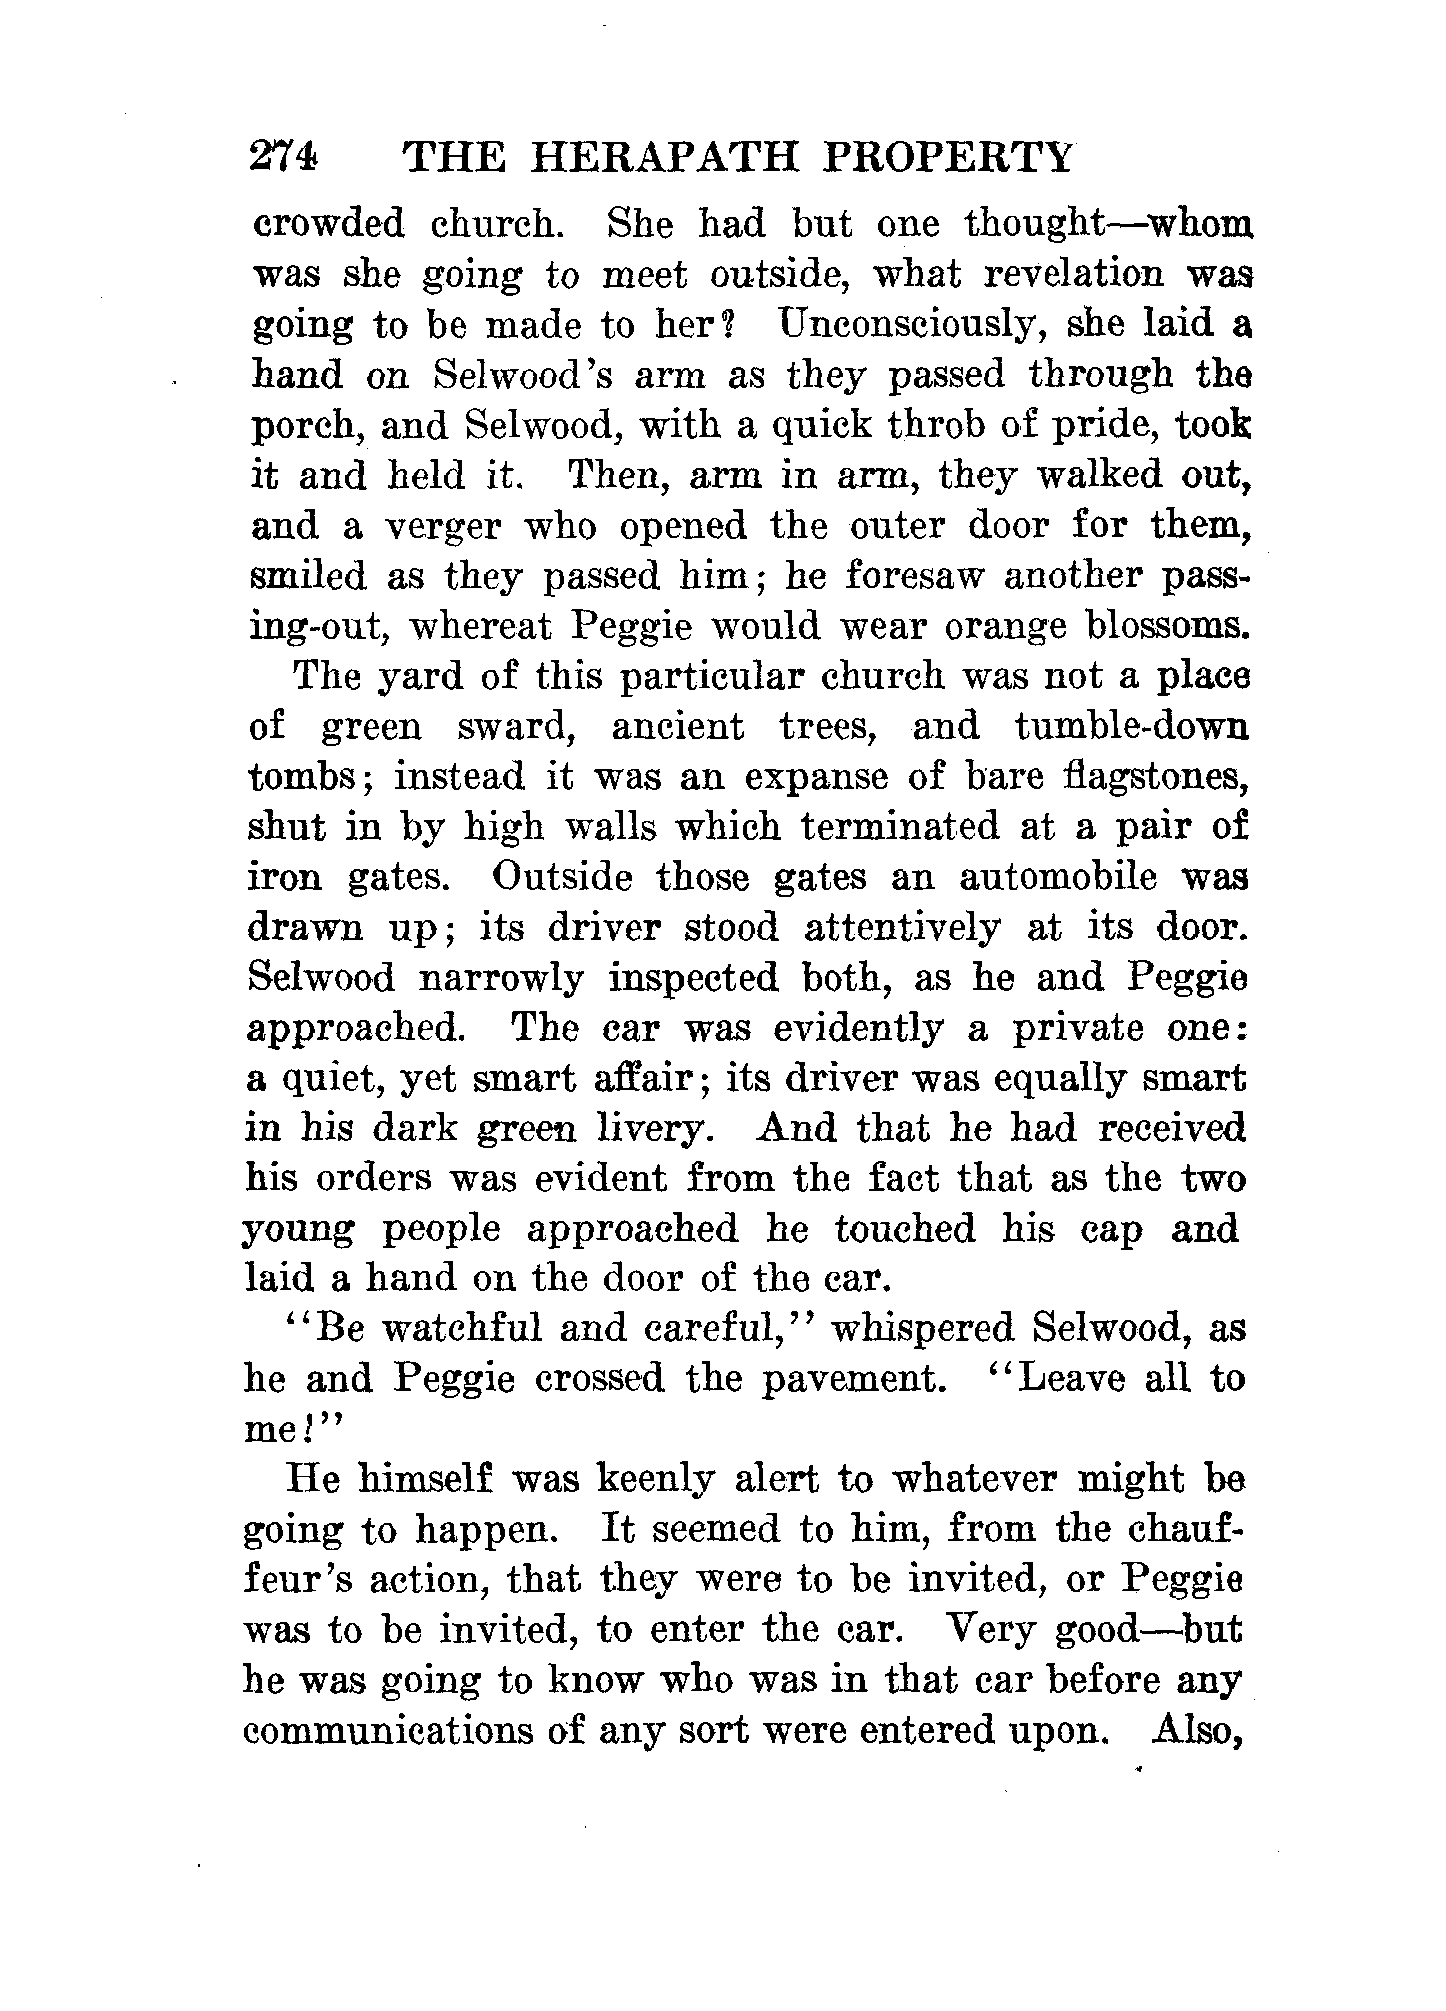 274 THE HERAPATH PROPERTY
crowded church. She had but one thought—whom
was she going to meet outside, what revelation was
going to be made to her? Unconsciously, she laid a
hand on Selwood's arm as they passed through the
porch, and Selwood, with a quick throb of pride, took
it and held it. Then, arm in arm, they walked out,
and a verger who opened the outer door for them,
smiled as they passed him; he foresaw another pass-
ing-out, whereat Peggie would wear orange blossoms.
The yard of this particular church was not a place
of green sward, ancient trees, and tumble-down
tombs; instead it was an expanse of bare flagstones,
shut in by high walls which terminated at a pair of
iron gates. Outside those gates an automobile was
drawn up; its driver stood attentively at its door.
Selwood narrowly inspected both, as he and Peggie
approached. The car was evidently a private one:
a quiet, yet smart affair; its driver was equally smart
in his dark green livery. And that he had received
his orders was evident from the fact that as the two
young people approached he touched his cap and
laid a hand on the door of the car.
"Be watchful and careful," whispered Selwood, as
he and Peggie crossed the pavement. "Leave all to
me!"
He himself was keenly alert to whatever might be
going to happen. It seemed to him, from the chauf-
feur's action, that they were to be invited, or Peggie
was to be invited, to enter the car. Very good—but
he was going to know who was in that car before any
communications of any sort were entered upon. Also,